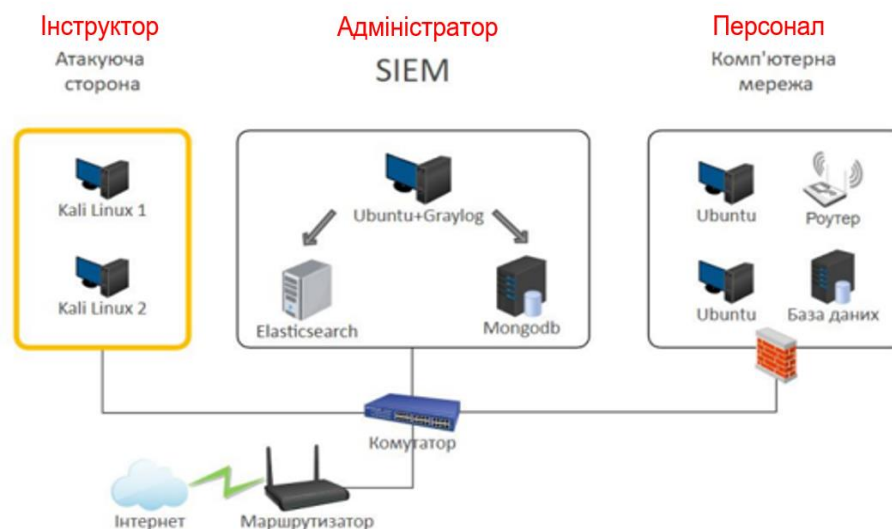 Інструктор
Адміністратор
Персонал
Атакуюча
сторона
SIEM
Комп'ютерна
мережа
Kali Linux 1
Ubuntu+Graylog
Ubuntu
Роутер
Kali Linux 2
Elasticsearch
Mongodb
Ubuntu
База даних
Комутатор
Інтернет
Маршрутизатор